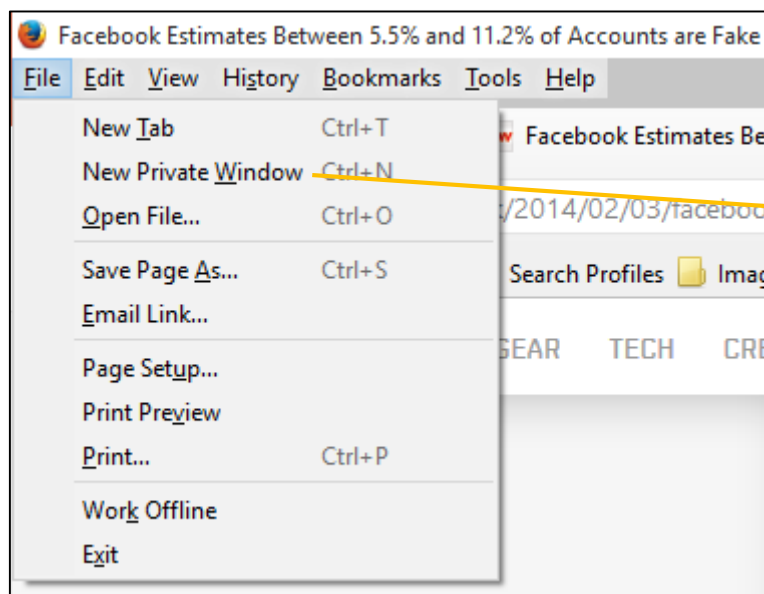 Facebook Estimates Between 5.5% and 11.2% of Accounts are Fake
File Edit View History Bookmarks Tools Help
New Tab Ctrl+T
Facebook Estimates Be
New Private Window Ctrl+N
Open File... Ctrl+O
/2014/02/03/faceboo
Save Page As... Ctrl+S
Search Profiles Imag
Email Link...
GEAR TECH CRE
Page Setup...
Print Preview
Print... Ctrl+P
Work Offline
Exit